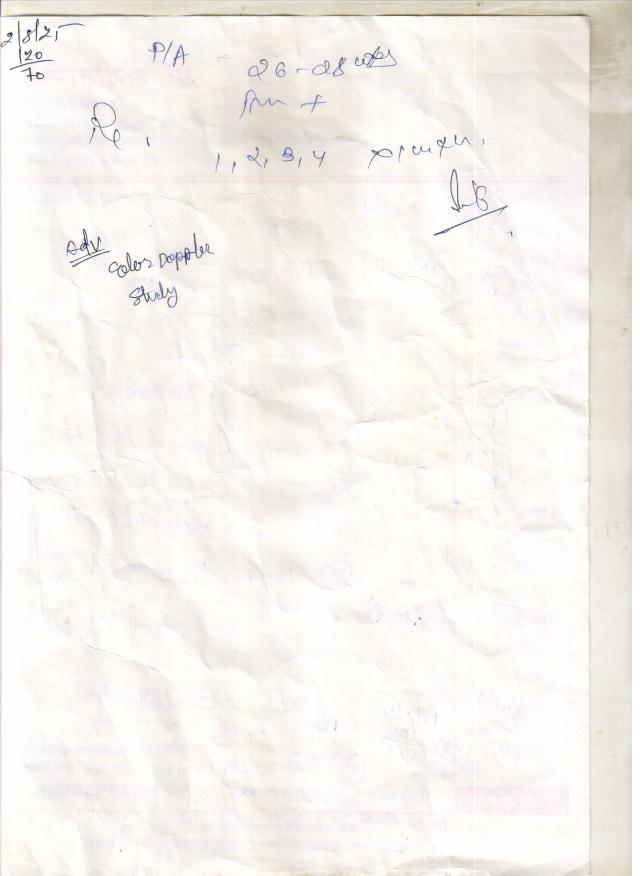 2/8/25
120
70
P/A - 26-28 wks
Rx,
1, 2, 3, 4
Adv
Color Doppler
Study